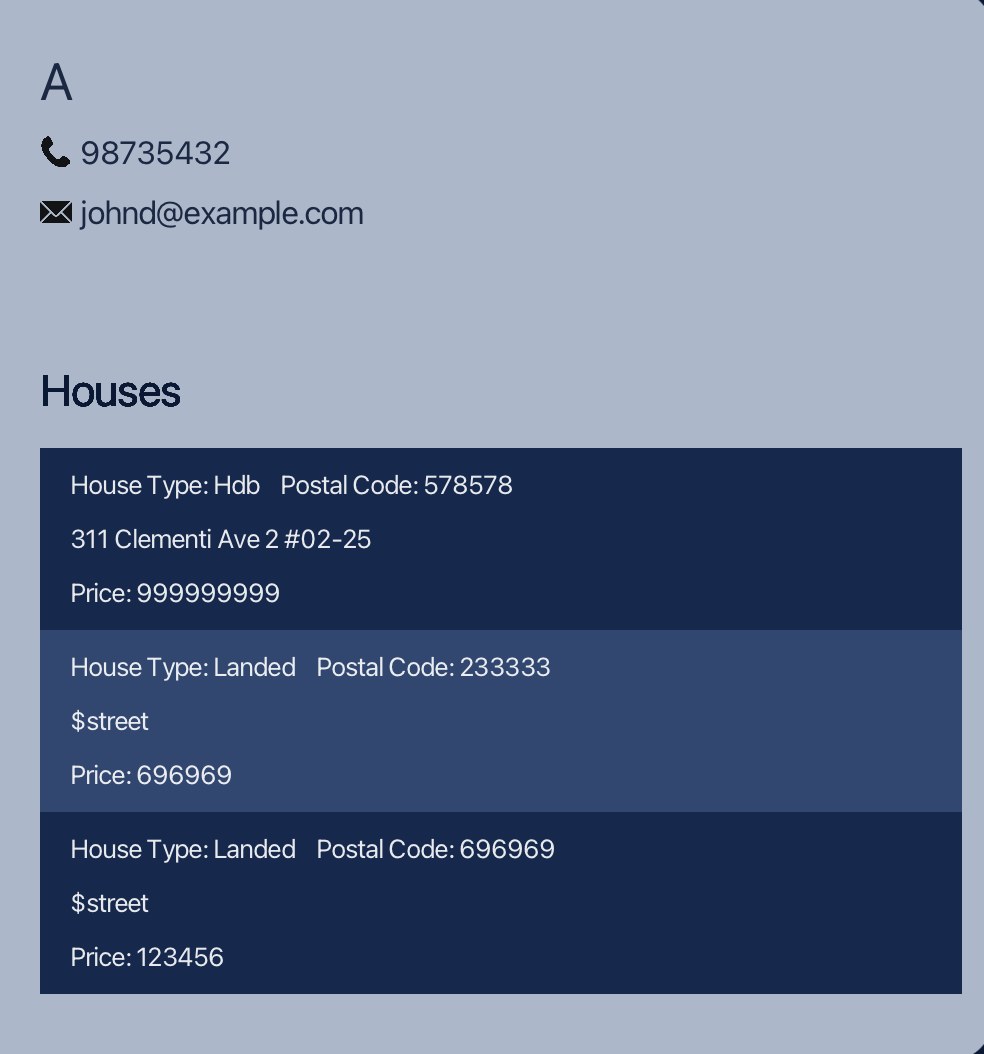 A
98735432
johnd@example.com
Houses
House Type: Hdb Postal Code: 578578
311 Clementi Ave 2 #02-25
Price: 999999999
House Type: Landed Postal Code: 233333
$street
Price: 696969
House Type: Landed Postal Code: 696969
$street
Price: 123456